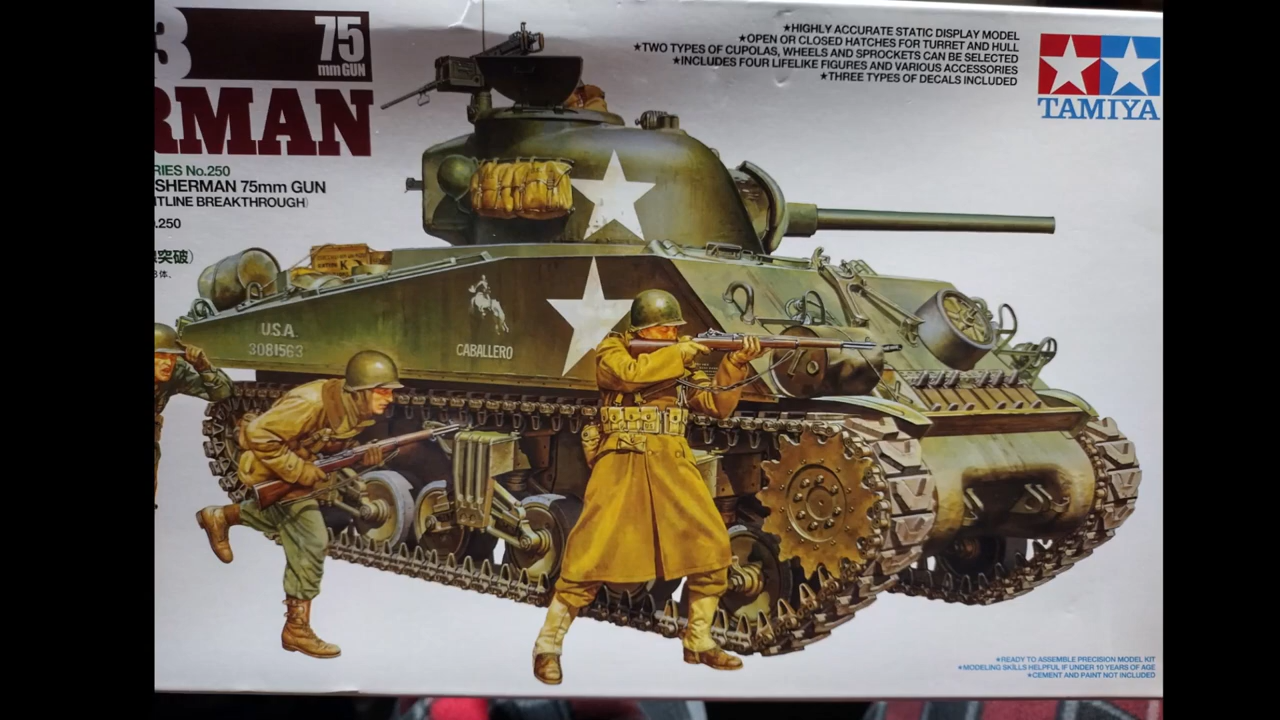 3
75
mm GUN
RMAN
RIES No.250
SHERMAN 75mm GUN
TLINE BREAKTHROUGH)
.250
突破)
体.
★HIGHLY ACCURATE STATIC DISPLAY MODEL
★OPEN OR CLOSED HATCHES FOR TURRET AND HULL
★TWO TYPES OF CUPOLAS, WHEELS AND SPROCKETS CAN BE SELECTED
★INCLUDES FOUR LIFELIKE FIGURES AND VARIOUS ACCESSORIES
★THREE TYPES OF DECALS INCLUDED
TAMIYA
K
U.S.A.
3081563
CABALLERO
★READY TO ASSEMBLE PRECISION MODEL KIT
★MODELING SKILLS HELPFUL IF UNDER 10 YEARS OF AGE
★CEMENT AND PAINT NOT INCLUDED